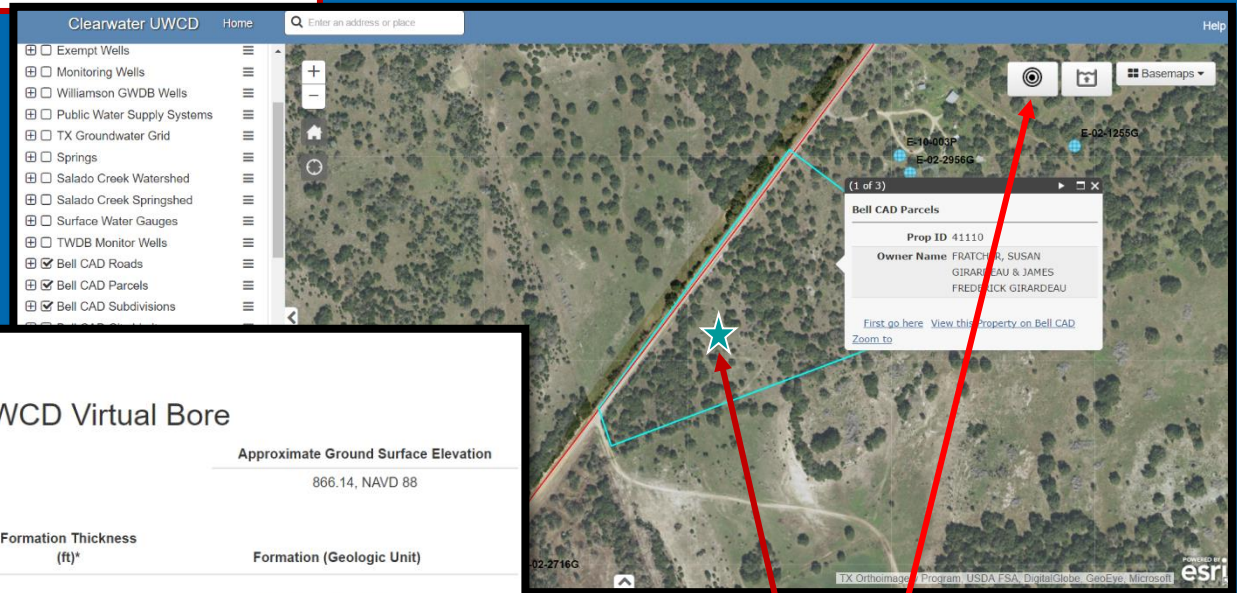 Clearwater UWCD Home Enter an address or place Help
Exempt Wells
Monitoring Wells
Williamson GWDB Wells
Public Water Supply Systems
TX Groundwater Grid
Springs
Salado Creek Watershed
Salado Creek Springshed
Surface Water Gauges
TWDB Monitor Wells
Bell CAD Roads
Bell CAD Parcels
Bell CAD Subdivisions
+
−
Basemaps
E-10-003P
E-02-2956G
E-02-1255G
(1 of 3)
Bell CAD Parcels
Prop ID 41110
Owner Name FRATCHER, SUSAN
GIRARDEAU & JAMES
FREDERICK GIRARDEAU
First go here View this Property on Bell CAD
Zoom to
02-2716G
TX Orthoimagery Program, USDA FSA, DigitalGlobe, GeoEye, Microsoft
POWERED BY
esri
WCD Virtual Bore
Approximate Ground Surface Elevation
866.14, NAVD 88
Formation Thickness
(ft)*
Formation (Geologic Unit)